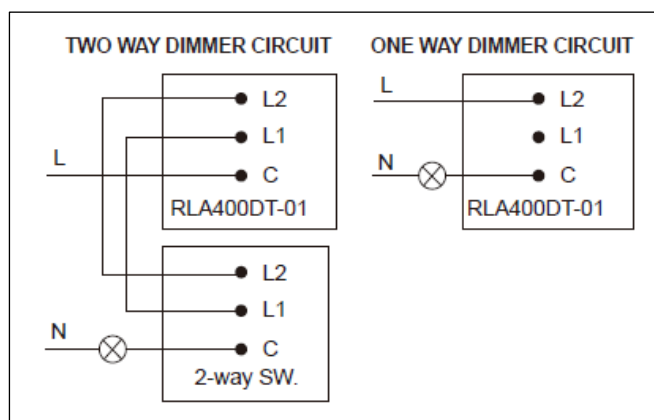 TWO WAY DIMMER CIRCUIT
L2
L1
L
C
RLA400DT-01
L2
L1
N
C
2-way SW.
ONE WAY DIMMER CIRCUIT
L
L2
L1
N
C
RLA400DT-01